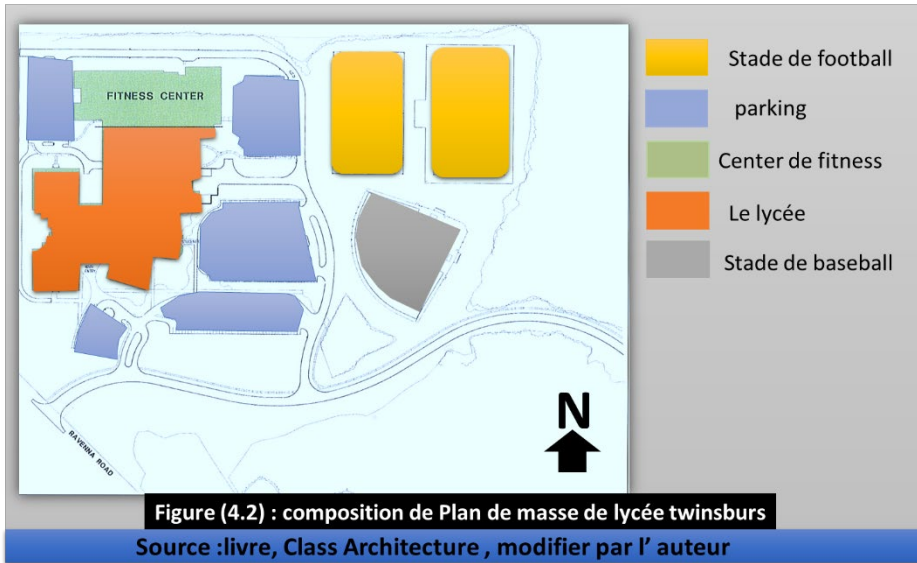 FITNESS CENTER
RAVENNA ROAD
N
Stade de football
parking
Center de fitness
Le lycée
Stade de baseball
Figure (4.2) : composition de Plan de masse de lycée twinsburs
Source :livre, Class Architecture , modifier par l’ auteur